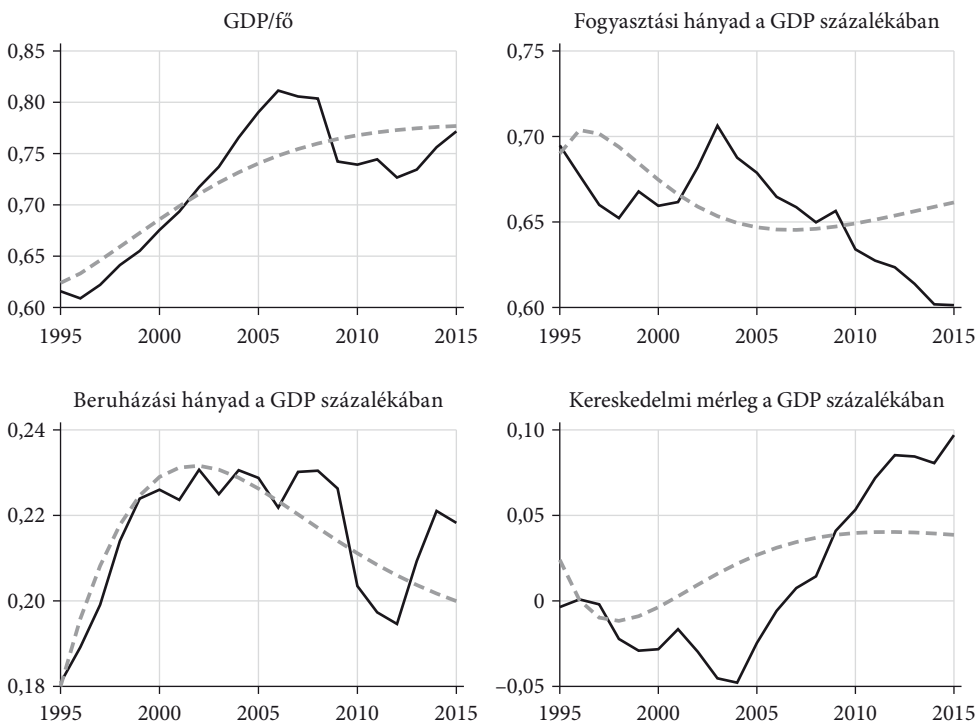 GDP/fő
0,85
0,80
0,75
0,70
0,65
0,60
1995 2000 2005 2010 2015
Fogyasztási hányad a GDP százalékában
0,75
0,70
0,65
0,60
1995 2000 2005 2010 2015
Beruházási hányad a GDP százalékában
0,24
0,22
0,20
0,18
1995 2000 2005 2010 2015
Kereskedelmi mérleg a GDP százalékában
0,10
0,05
0
–0,05
1995 2000 2005 2010 2015